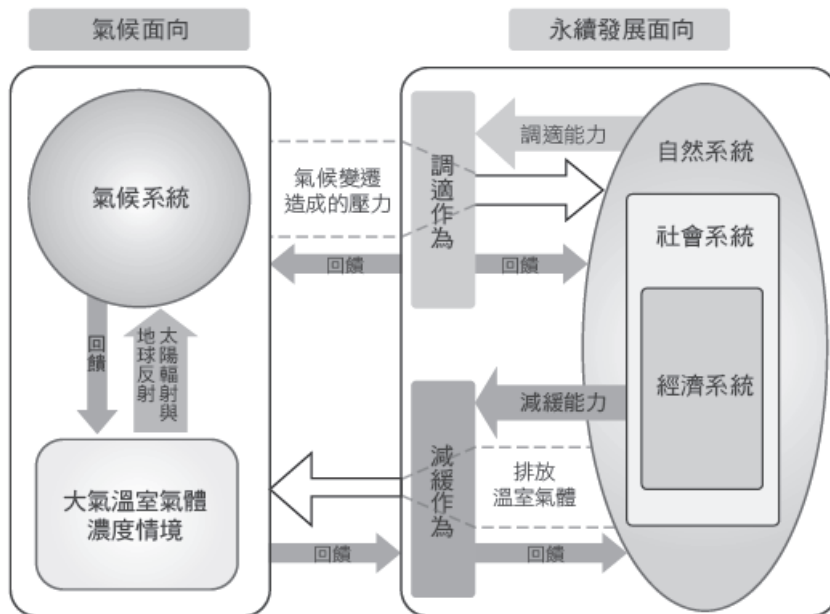 氣候面向
永續發展面向
氣候系統
回饋
太陽輻射與
地球反射
大氣溫室氣體
濃度情境
氣候變遷
造成的壓力
調適作為
調適能力
回饋
回饋
自然系統
社會系統
經濟系統
減緩作為
減緩能力
排放
溫室氣體
回饋
回饋